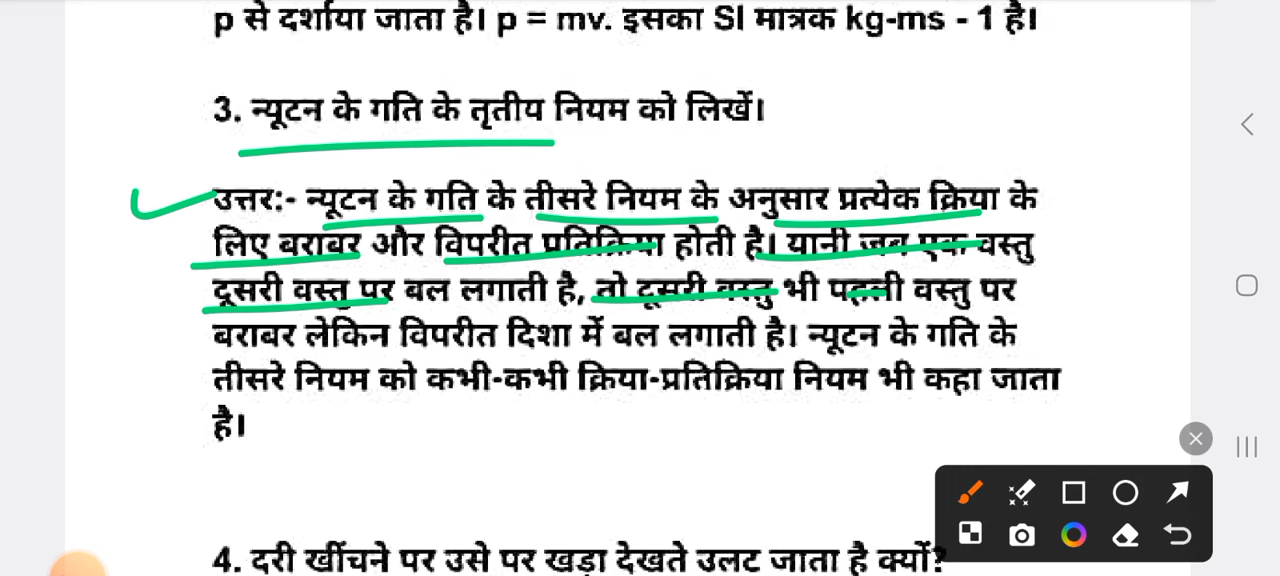 p से दर्शाया जाता है। p = mv. इसका SI मात्रक kg-ms - 1 है।
3. न्यूटन के गति के तृतीय नियम को लिखें।
उत्तर:- न्यूटन के गति के तीसरे नियम के अनुसार प्रत्येक क्रिया के
लिए बराबर और विपरीत प्रतिक्रिया होती है। यानी जब एक वस्तु
दूसरी वस्तु पर बल लगाती है, तो दूसरी वस्तु भी पहली वस्तु पर
बराबर लेकिन विपरीत दिशा में बल लगाती है। न्यूटन के गति के
तीसरे नियम को कभी-कभी क्रिया-प्रतिक्रिया नियम भी कहा जाता
है।
4. दरी खींचने पर उसे पर खड़ा देखते उलट जाता है क्यों?